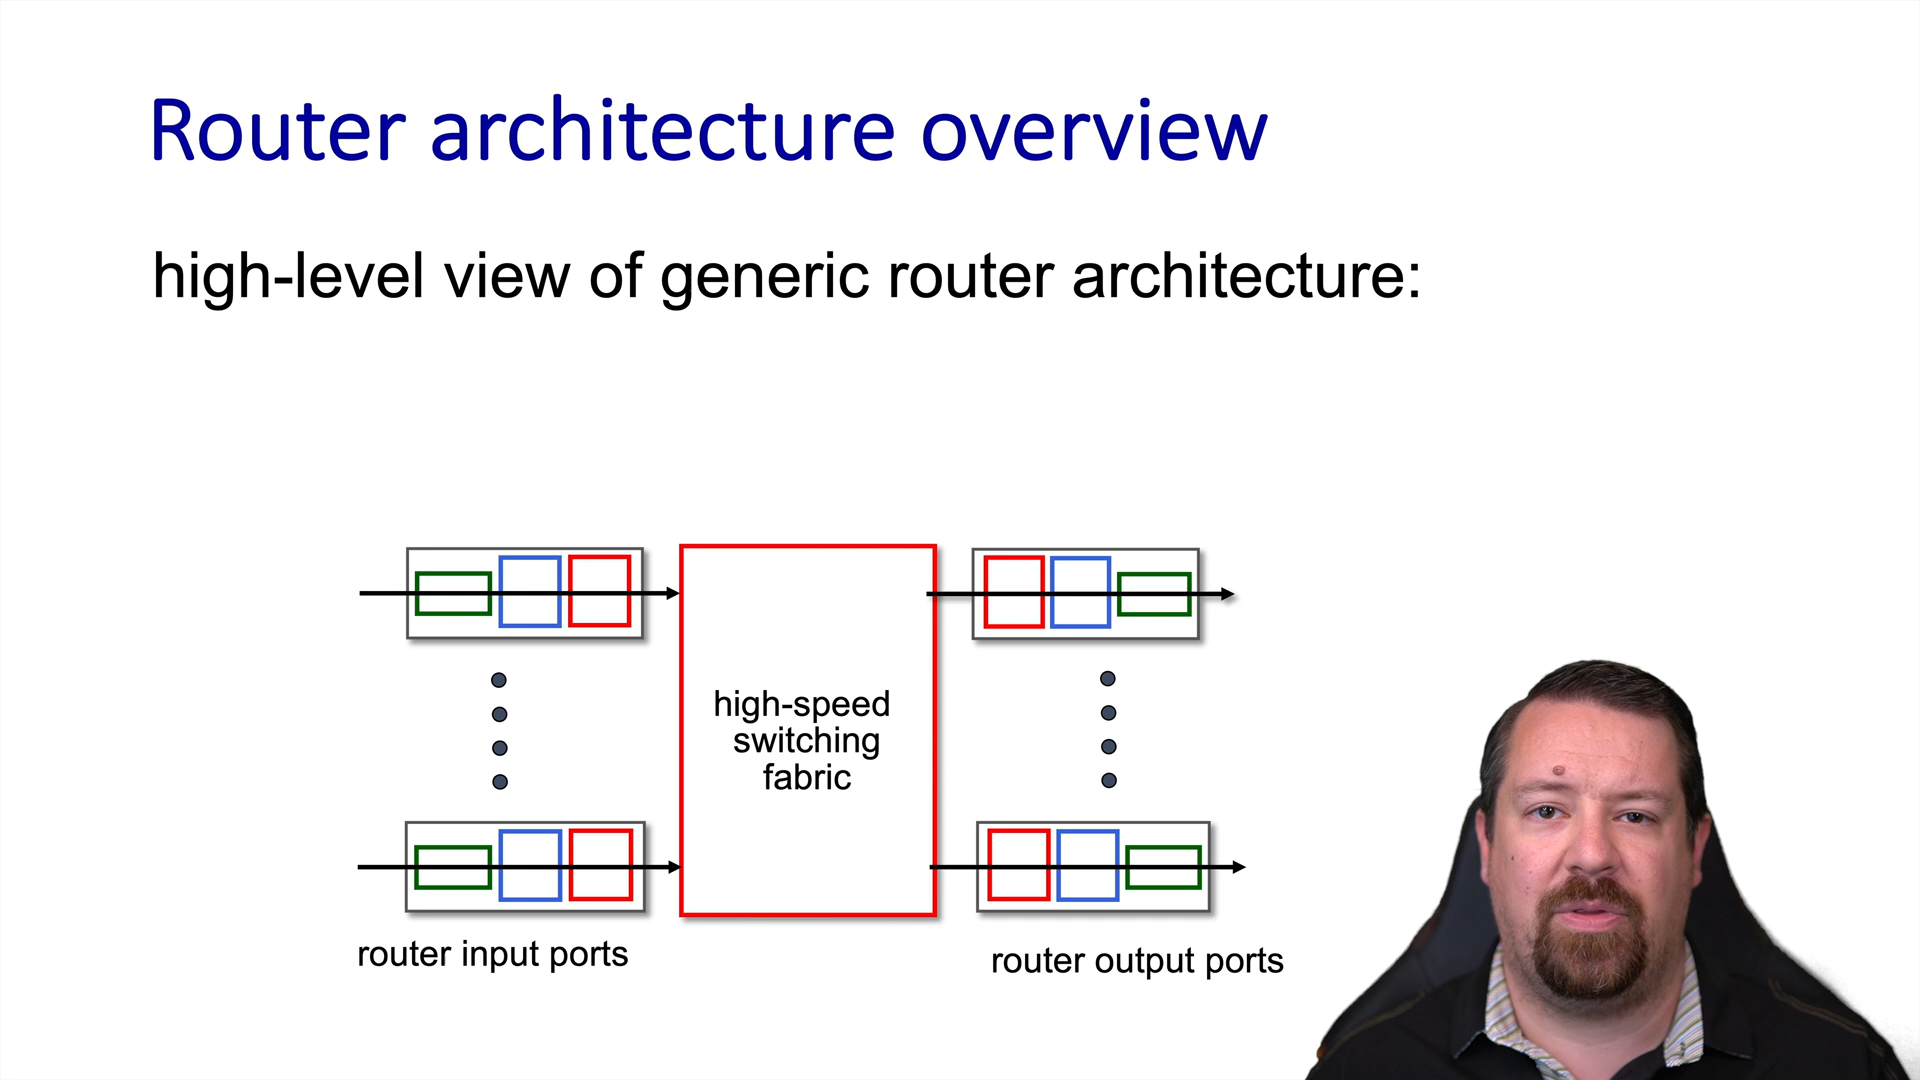 Router architecture overview
high-level view of generic router architecture:
high-speed
switching
fabric
router input ports
router output ports